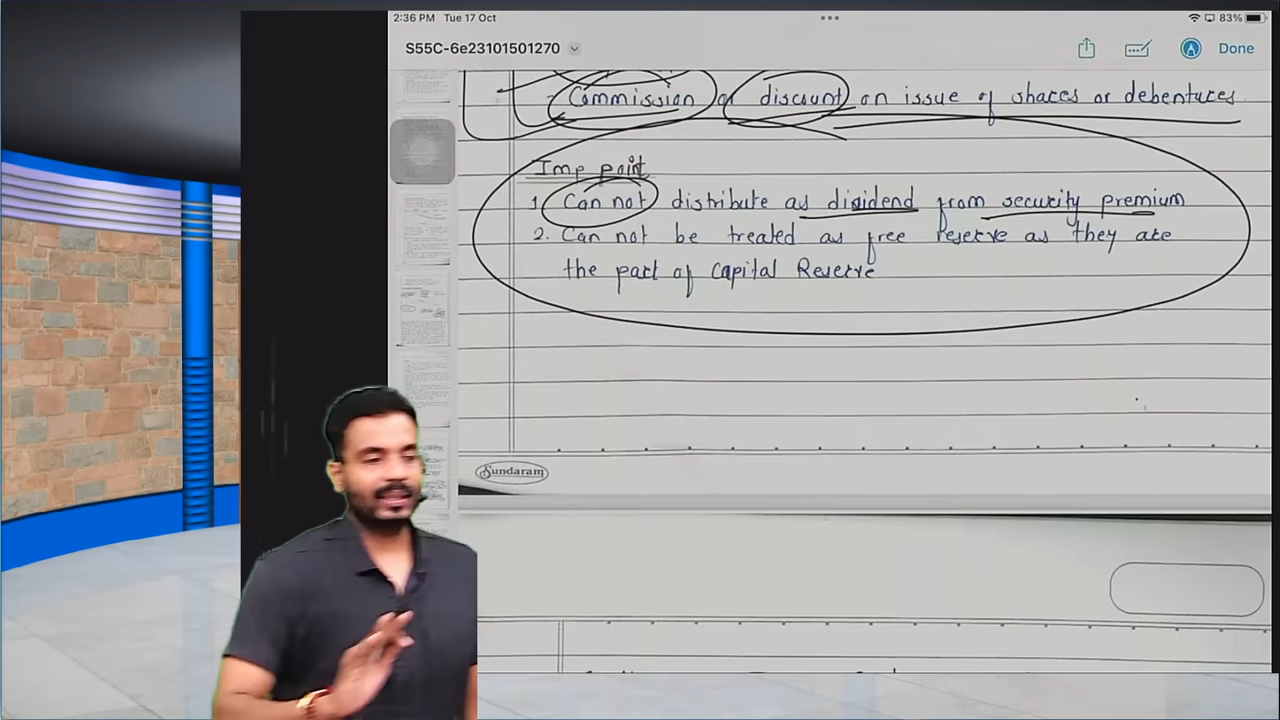 2:36 PM Tue 17 Oct
83%
S55C-6e23101501270
Done
Commission or discount on issue of shares or debentures
Imp point
1. Can not distribute as dividend from security premium
2. Can not be treated as free reserve as they are
the part of Capital Reserve
Sundaram